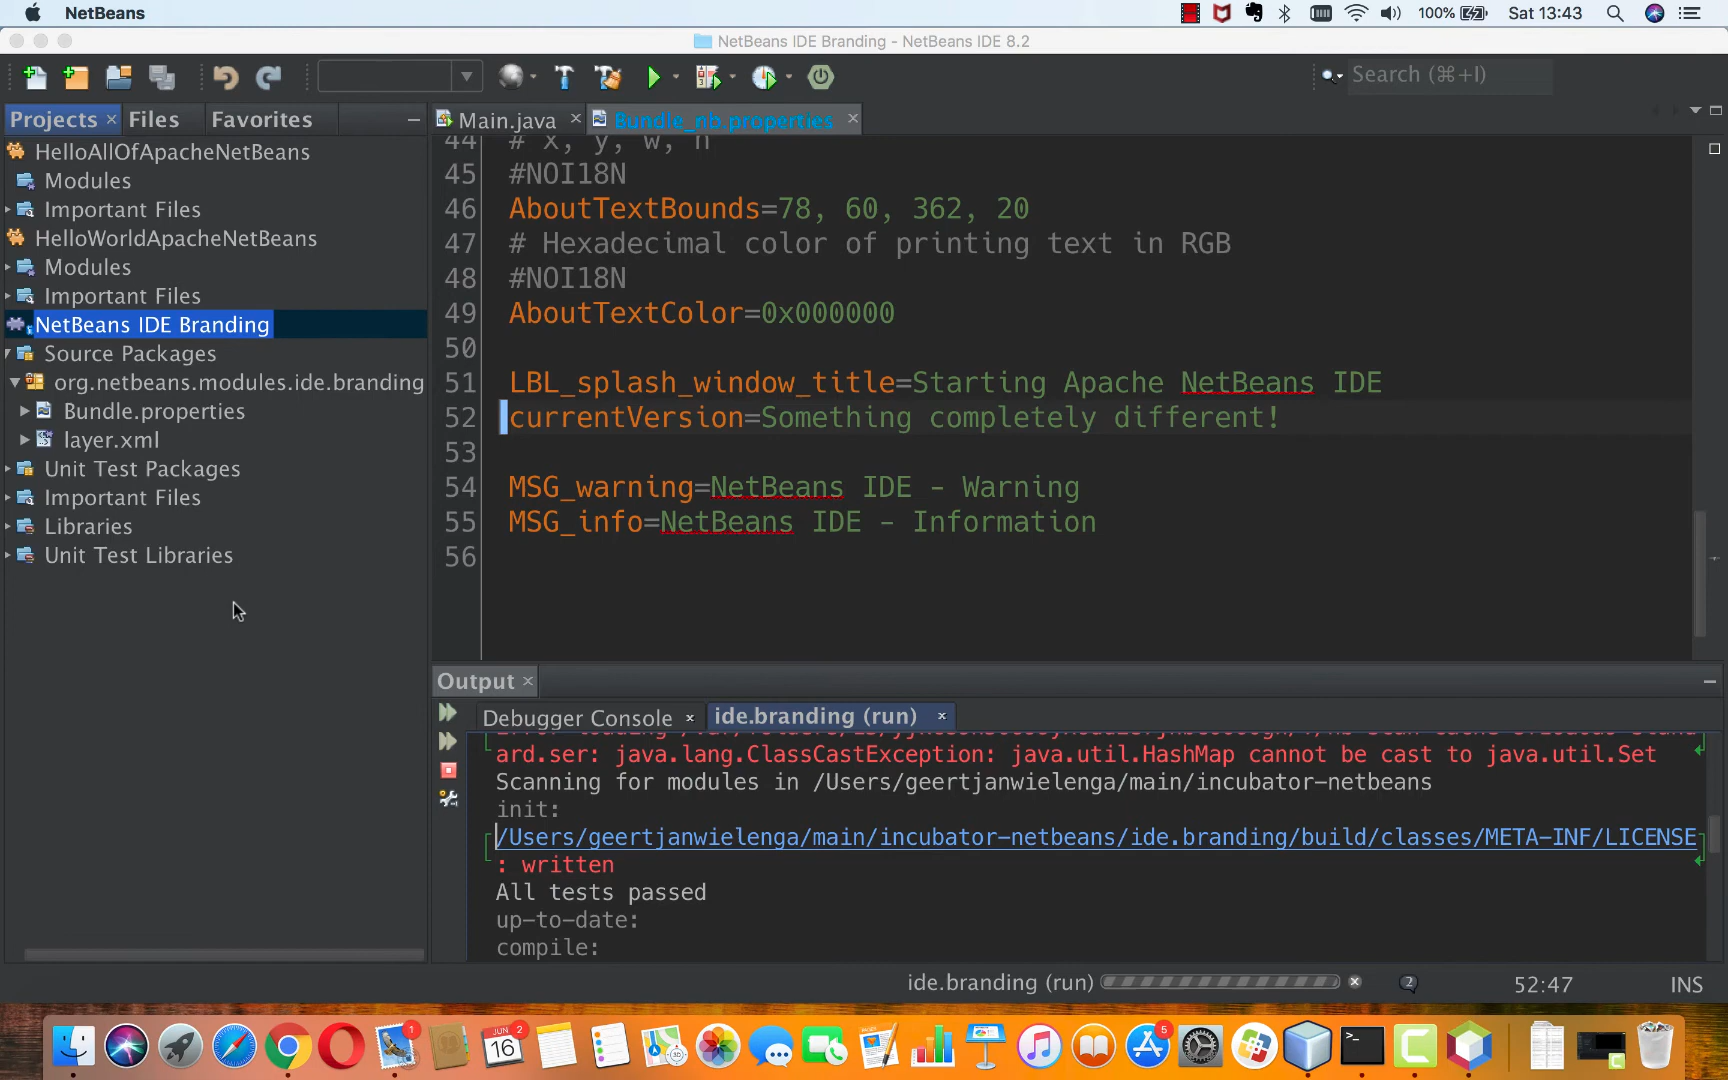 NetBeans
100%
Sat 13:43
NetBeans IDE Branding - NetBeans IDE 8.2
Search (⌘+I)
Projects
Files
Favorites
Main.java
Bundle_nb.properties
HelloAllOfApacheNetBeans
Modules
Important Files
HelloWorldApacheNetBeans
Modules
Important Files
NetBeans IDE Branding
Source Packages
org.netbeans.modules.ide.branding
Bundle.properties
layer.xml
Unit Test Packages
Important Files
Libraries
Unit Test Libraries
44 # x, y, w, h
45 #NOI18N
46 AboutTextBounds=78, 60, 362, 20
47 # Hexadecimal color of printing text in RGB
48 #NOI18N
49 AboutTextColor=0x000000
50
51 LBL_splash_window_title=Starting Apache NetBeans IDE
52 currentVersion=Something completely different!
53
54 MSG_warning=NetBeans IDE - Warning
55 MSG_info=NetBeans IDE - Information
56
Output
Debugger Console
ide.branding (run)
ard.ser: java.lang.ClassCastException: java.util.HashMap cannot be cast to java.util.Set
Scanning for modules in /Users/geertjanwielenga/main/incubator-netbeans
init:
/Users/geertjanwielenga/main/incubator-netbeans/ide.branding/build/classes/META-INF/LICENSE
: written
All tests passed
up-to-date:
compile:
ide.branding (run)
2
52:47
INS
1
JUN
2
16
5